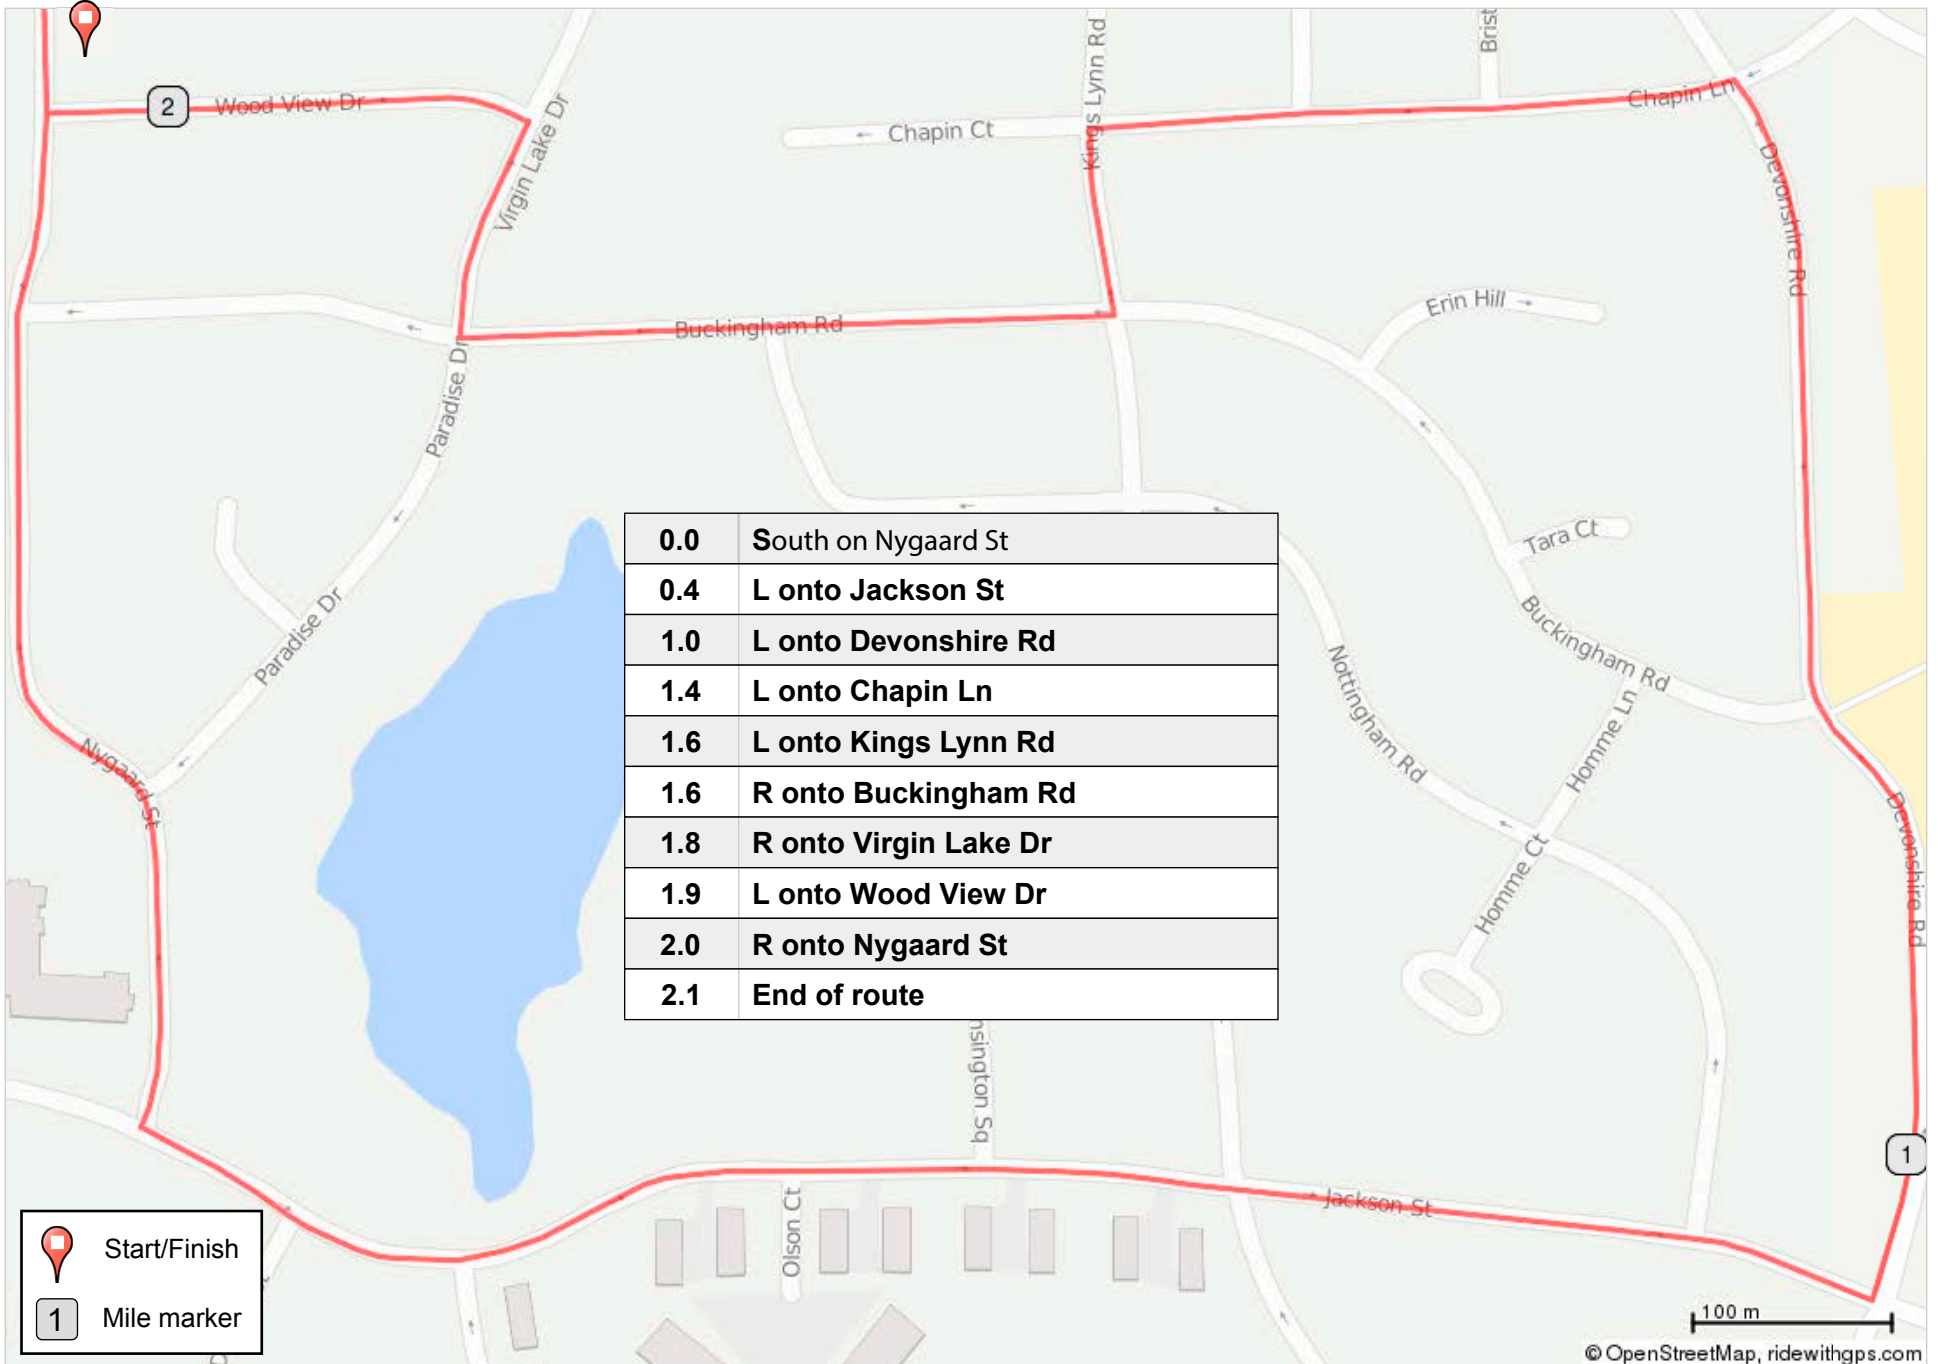 Brist
Kings Lynn Rd
2
Wood View Dr
Virgin Lake Dr
Chapin Ct
Chapin Ln
Devonshire Rd
Erin Hill
Buckingham Rd
Paradise Dr
Tara Ct
Buckingham Rd
Paradise Dr
Nottingham Rd
Homme Ln
Nygaard St
Homme Ct
Devonshire Rd
0.0 South on Nygaard St
0.4 L onto Jackson St
1.0 L onto Devonshire Rd
1.4 L onto Chapin Ln
1.6 L onto Kings Lynn Rd
1.6 R onto Buckingham Rd
1.8 R onto Virgin Lake Dr
1.9 L onto Wood View Dr
2.0 R onto Nygaard St
2.1 End of route
nsington Sq
1
Jackson St
Olson Ct
Start/Finish
1 Mile marker
100 m
© OpenStreetMap, ridewithgps.com